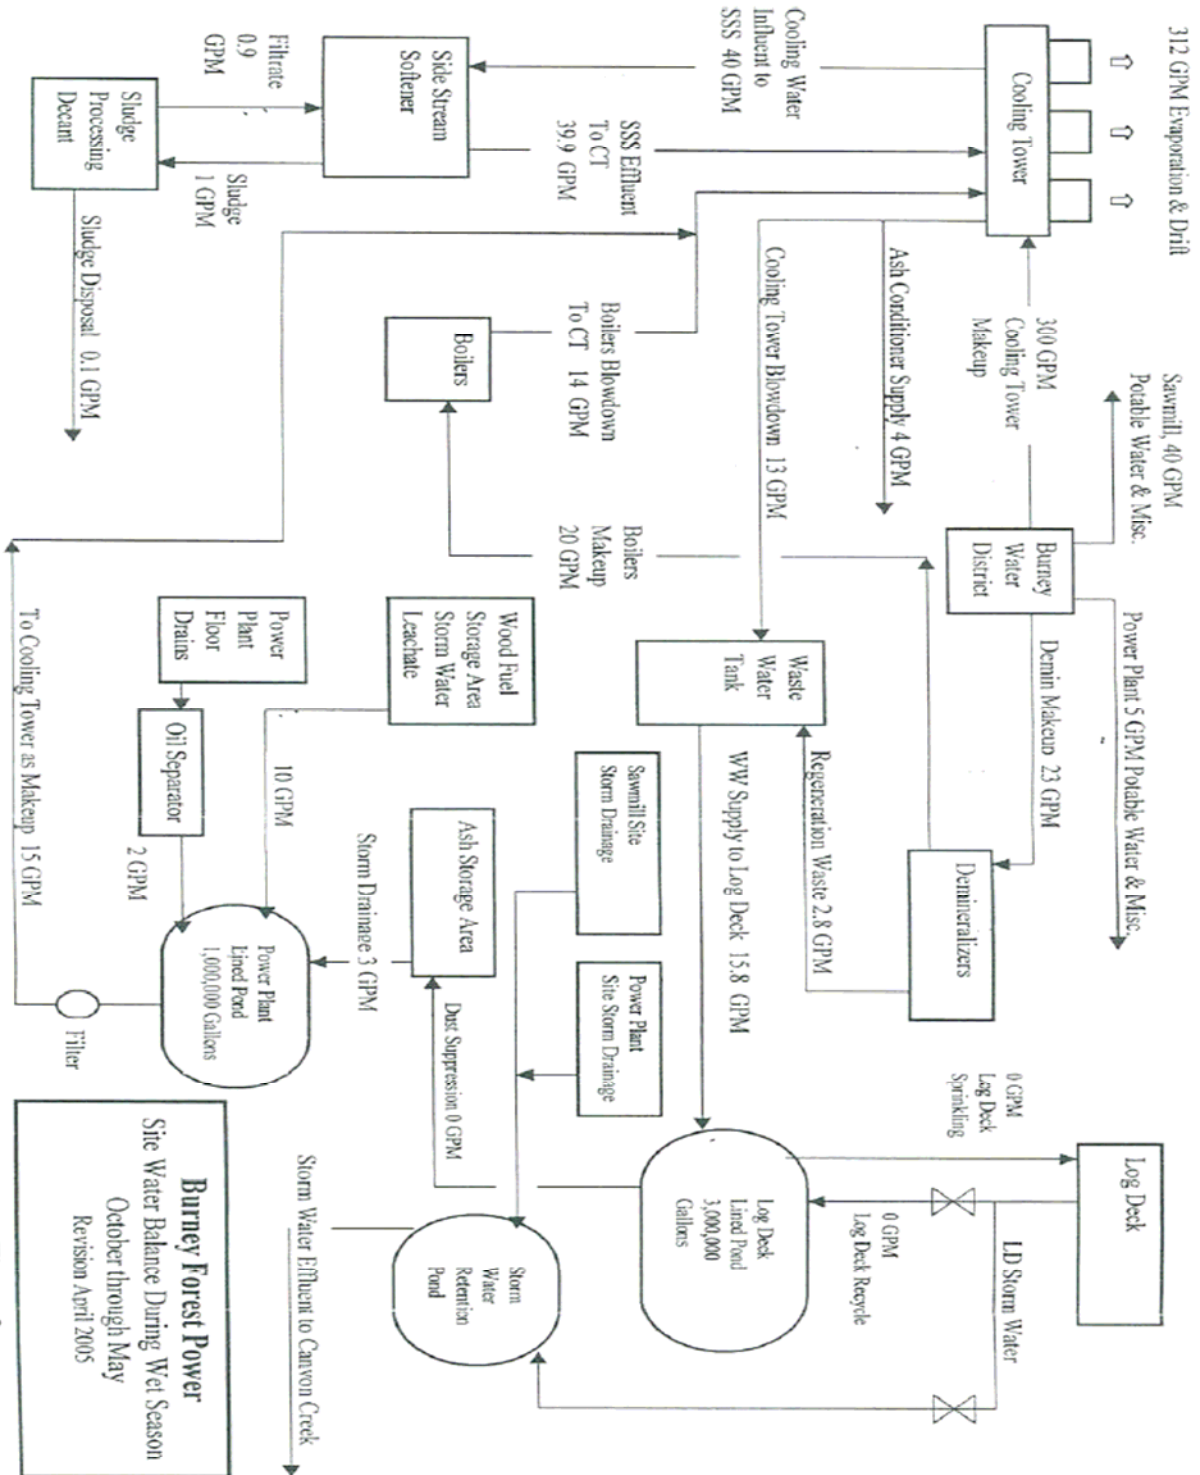 312 GPM Evaporation & Drift
Cooling Tower
Cooling Water
Influent to
SSS 40 GPM
Side Stream
Softener
Filtrate
0.9
GPM
Sludge
Processing
Decant
SSS Effluent
To CT
39.9 GPM
Sludge
1 GPM
Sludge Disposal 0.1 GPM
300 GPM
Cooling Tower
Makeup
Sawmill, 40 GPM
Potable Water & Misc.
Burney
Water
District
Power Plant 5 GPM Potable Water & Misc.
Demin Makeup 23 GPM
Demineralizers
Ash Conditioner Supply 4 GPM
Cooling Tower Blowdown 13 GPM
Boilers Blowdown
To CT 14 GPM
Boilers
Boilers
Makeup
20 GPM
Waste
Water
Tank
Regeneration Waste 2.8 GPM
WW Supply to Log Deck 15.8 GPM
Wood Fuel
Storage Area
Storm Water
Leachate
Power
Plant
Floor
Drains
Oil Separator
10 GPM
2 GPM
To Cooling Tower as Makeup 15 GPM
Sawmill Site
Storm Drainage
Power Plant
Site Storm Drainage
Ash Storage Area
Storm Drainage 3 GPM
Dust Suppression 0 GPM
Power Plant
Lined Pond
1,000,000 Gallons
Filter
Log Deck
0 GPM
Log Deck
Sprinkling
0 GPM
Log Deck Recycle
LD Storm Water
Log Deck
Lined Pond
3,000,000
Gallons
Storm
Water
Retention
Pond
Storm Water Effluent to Canyon Creek
Burney Forest Power
Site Water Balance During Wet Season
October through May
Revision April 2005